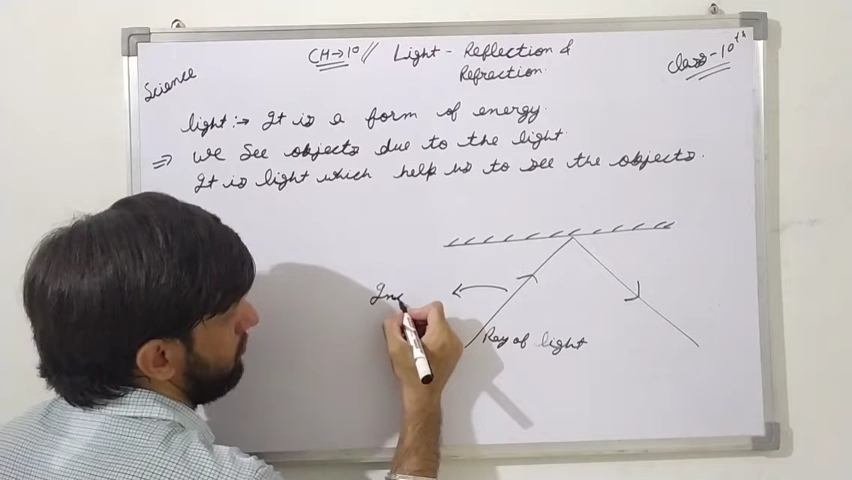 CH→10 // Light - Reflection &
Refraction.
Science
Class - 10th
light :→ It is a form of energy.
⇒ We see objects due to the light.
It is light which help us to see the objects.
Inc
Ray of light